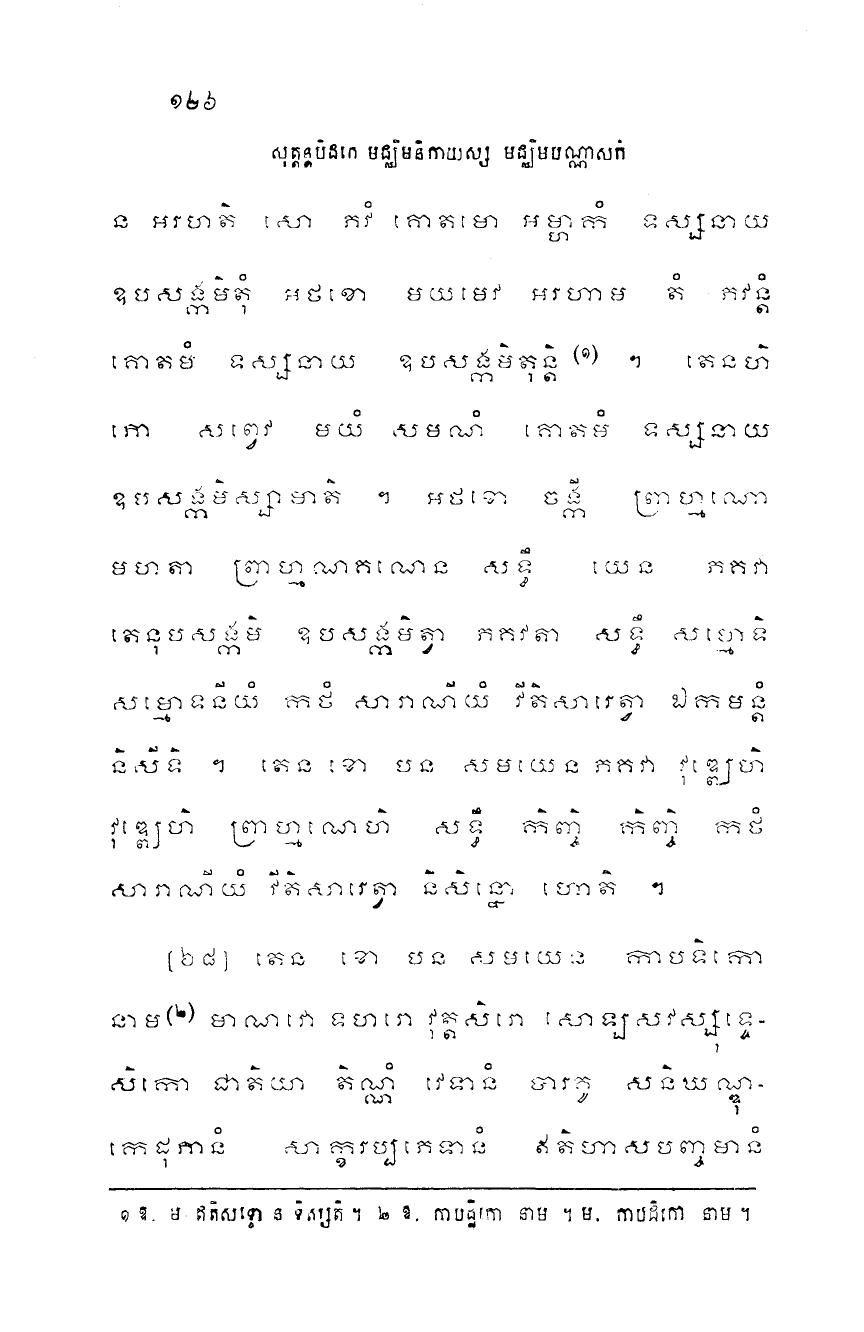 ១២៦
សុត្តន្តបិដកេ មជ្ឈិមនិកាយស្ស មជ្ឈិមបណ្ណាសកំ
ន អរហតិ សោ ភវំ គោតមោ អម្ហាកំ ទស្សនាយ
ឧបសង្កមិតុំ អថខោ មយមេវ អរហាម តំ ភវន្តំ
គោតមំ ទស្សនាយ ឧបសង្កមិតុន្តិ (១) ។ តេនហិ
ភោ សព្វេវ មយំ សមណំ គោតមំ ទស្សនាយ
ឧបសង្កមិស្សាមាតិ ។ អថខោ ចង្កី ព្រាហ្មណោ
មហតា ព្រាហ្មណគណេន សទ្ធឹ យេន ភគវា
តេនុបសង្កមិ ឧបសង្កមិត្វា ភគវតា សទ្ធឹ សម្មោទិ
សម្មោទនីយំ កថំ សារាណីយំ វីតិសារេត្វា ឯកមន្តំ
និសីទិ ។ តេន ខោ បន សមយេន ភគវា វុឌ្ឍេហិ
វុឌ្ឍេហិ ព្រាហ្មណេហិ សទ្ធឹ កិញ្ចិ កិញ្ចិ កថំ
សារាណីយំ វីតិសារេត្វា និសិន្នោ ហោតិ ។
[២៨] តេន ខោ បន សមយេន កាបទិកោ
នាម(២) មាណវោ ទហរោ វុត្តសិរោ សោឡសវស្សុទ្ទេ-
សិកោ ជាតិយា តិណ្ណំ វេទានំ បារគូ សនិឃណ្ឌុ-
កេដុភានំ សាក្ខរប្បភេទានំ ឥតិហាសបញ្ចមានំ
១ ឱ. ម ឥតិសទ្ទោ ន ទិស្សតិ ។ ២ ឱ. កាបដ្ឋិកោ នាម ។ ម. កាបដិកោ នាម ។